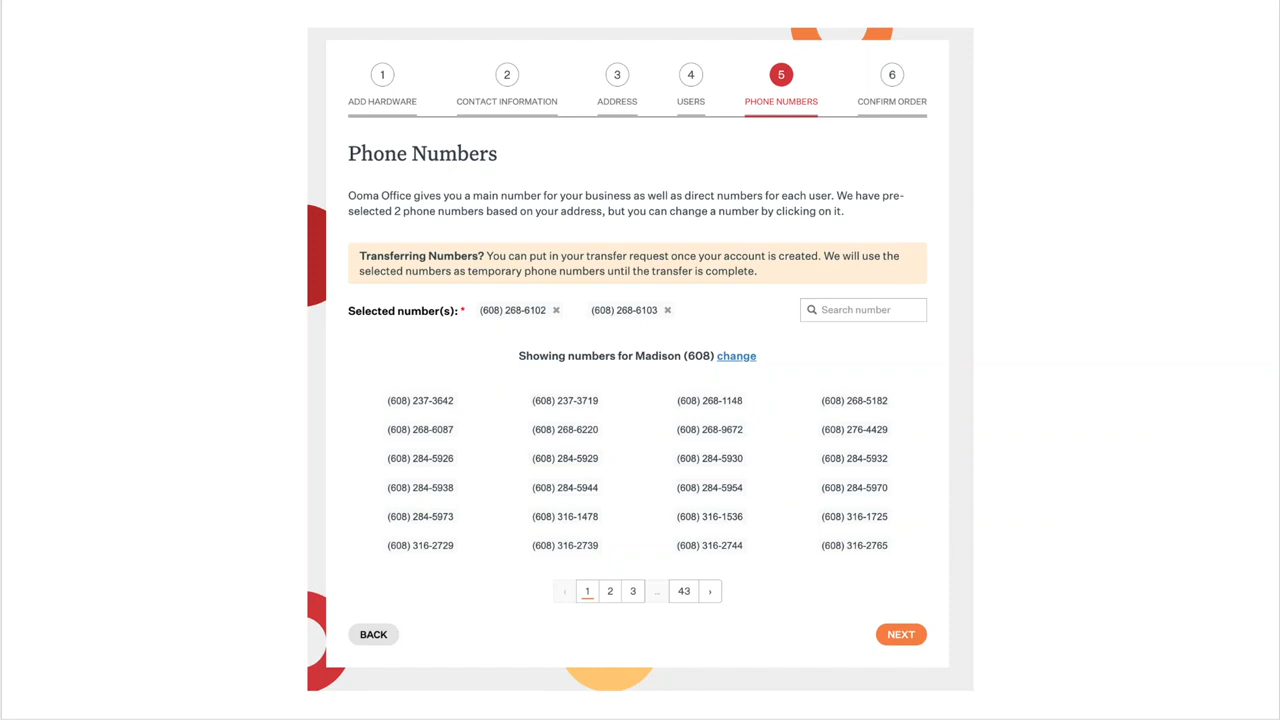 1 2 3 4 5 6
ADD HARDWARE CONTACT INFORMATION ADDRESS USERS PHONE NUMBERS CONFIRM ORDER
Phone Numbers
Ooma Office gives you a main number for your business as well as direct numbers for each user. We have pre-
selected 2 phone numbers based on your address, but you can change a number by clicking on it.
Transferring Numbers? You can put in your transfer request once your account is created. We will use the
selected numbers as temporary phone numbers until the transfer is complete.
Selected number(s): * (608) 268-6102 × (608) 268-6103 × Search number
Showing numbers for Madison (608) change
(608) 237-3642 (608) 237-3719 (608) 268-1148 (608) 268-5182
(608) 268-6087 (608) 268-6220 (608) 268-9672 (608) 276-4429
(608) 284-5926 (608) 284-5929 (608) 284-5930 (608) 284-5932
(608) 284-5938 (608) 284-5944 (608) 284-5954 (608) 284-5970
(608) 284-5973 (608) 316-1478 (608) 316-1536 (608) 316-1725
(608) 316-2729 (608) 316-2739 (608) 316-2744 (608) 316-2765
‹ 1 2 3 ... 43 ›
BACK NEXT